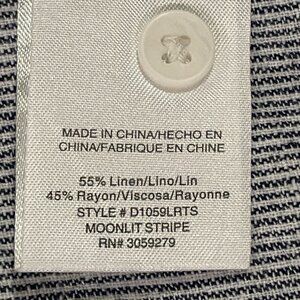 MADE IN CHINA/HECHO EN
CHINA/FABRIQUE EN CHINE
55% Linen/Lino/Lin
45% Rayon/Viscosa/Rayonne
STYLE # D1059LRTS
MOONLIT STRIPE
RN# 3059279